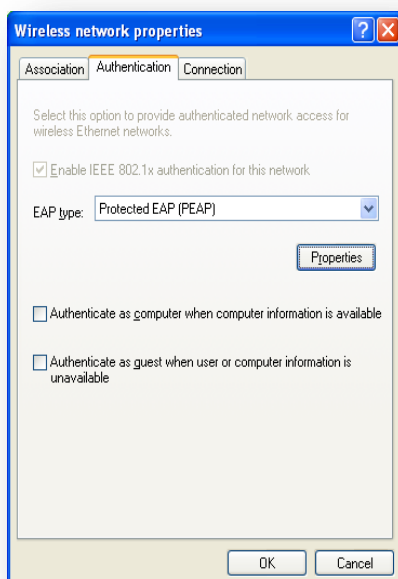 Wireless network properties
Association Authentication Connection
Select this option to provide authenticated network access for
wireless Ethernet networks.
Enable IEEE 802.1x authentication for this network
EAP type: Protected EAP (PEAP)
Properties
Authenticate as computer when computer information is available
Authenticate as guest when user or computer information is
unavailable
OK Cancel